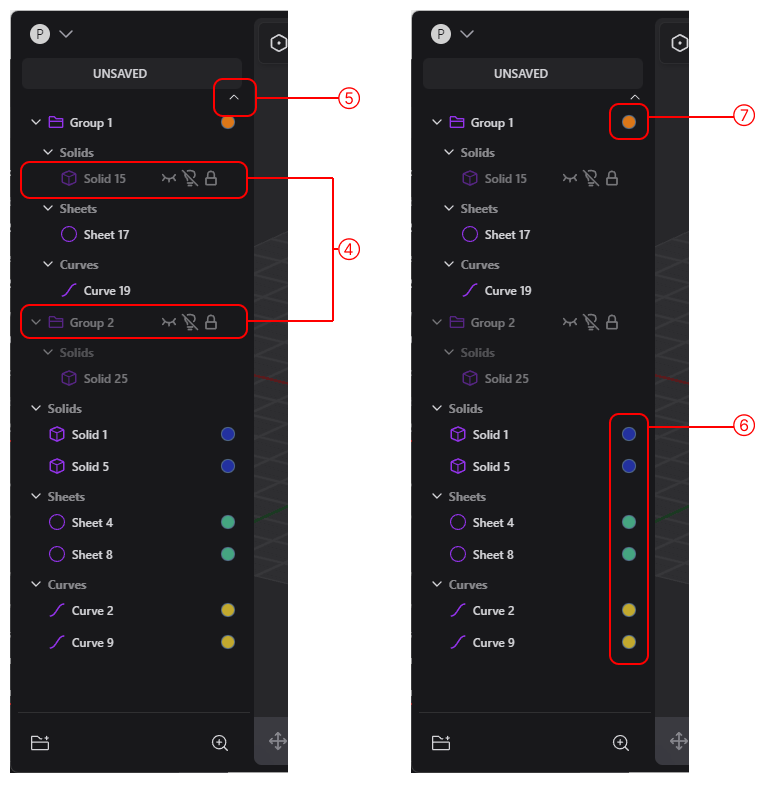 P
UNSAVED
⑤
Group 1
Solids
Solid 15
Sheets
Sheet 17
④
Curves
Curve 19
Group 2
Solids
Solid 25
Solids
Solid 1
Solid 5
Sheets
Sheet 4
Sheet 8
Curves
Curve 2
Curve 9
P
UNSAVED
⑦
Group 1
Solids
Solid 15
Sheets
Sheet 17
Curves
Curve 19
Group 2
Solids
Solid 25
Solids
⑥
Solid 1
Solid 5
Sheets
Sheet 4
Sheet 8
Curves
Curve 2
Curve 9